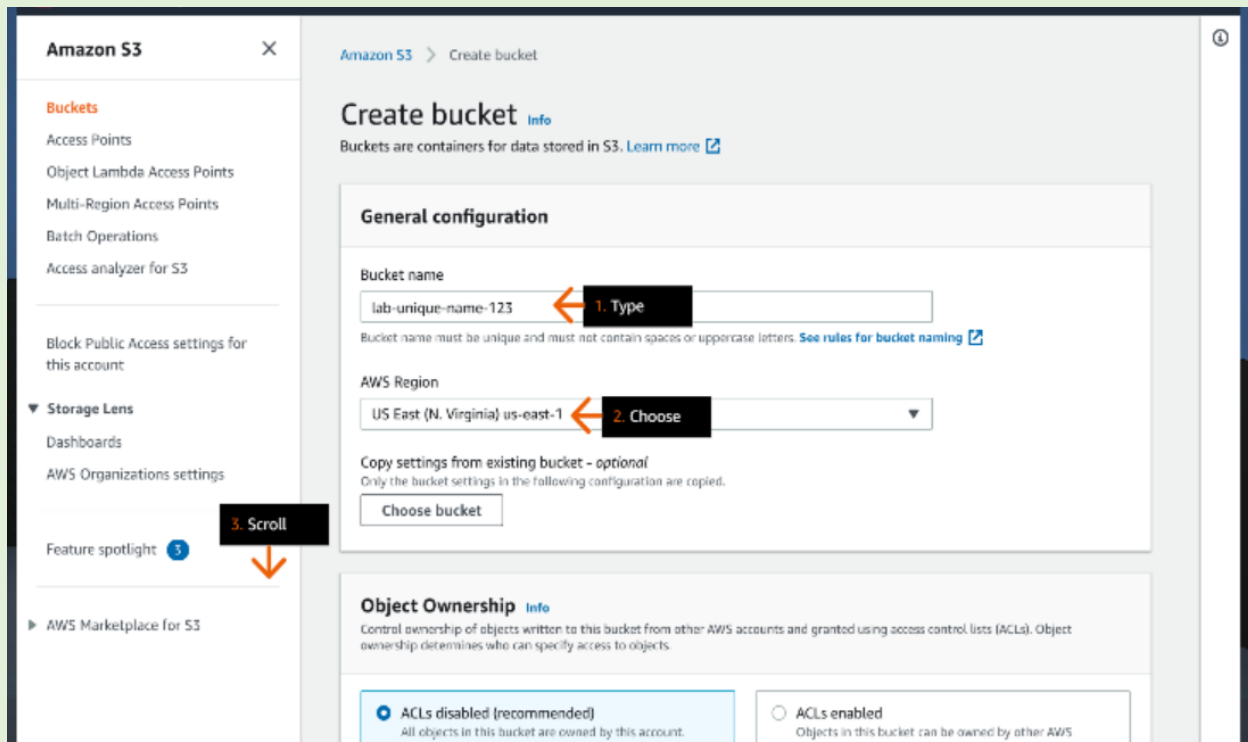 Amazon S3
Buckets
Access Points
Object Lambda Access Points
Multi-Region Access Points
Batch Operations
Access analyzer for S3
Block Public Access settings for
this account
Storage Lens
Dashboards
AWS Organizations settings
3. Scroll
Feature spotlight 3
AWS Marketplace for S3
Amazon S3 > Create bucket
Create bucket Info
Buckets are containers for data stored in S3. Learn more
General configuration
Bucket name
lab-unique-name-123
1. Type
Bucket name must be unique and must not contain spaces or uppercase letters. See rules for bucket naming
AWS Region
US East (N. Virginia) us-east-1
2. Choose
Copy settings from existing bucket - optional
Only the bucket settings in the following configuration are copied.
Choose bucket
Object Ownership Info
Control ownership of objects written to this bucket from other AWS accounts and granted using access control lists (ACLs). Object
ownership determines who can specify access to objects.
ACLs disabled (recommended)
All objects in this bucket are owned by this account.
ACLs enabled
Objects in this bucket can be owned by other AWS